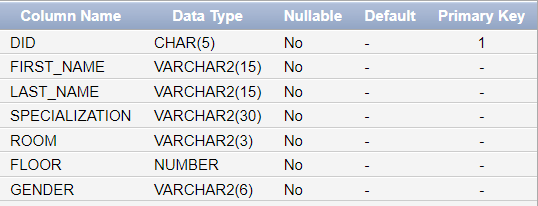 Column Name Data Type Nullable Default Primary Key
DID CHAR(5) No - 1
FIRST_NAME VARCHAR2(15) No - -
LAST_NAME VARCHAR2(15) No - -
SPECIALIZATION VARCHAR2(30) No - -
ROOM VARCHAR2(3) No - -
FLOOR NUMBER No - -
GENDER VARCHAR2(6) No - -